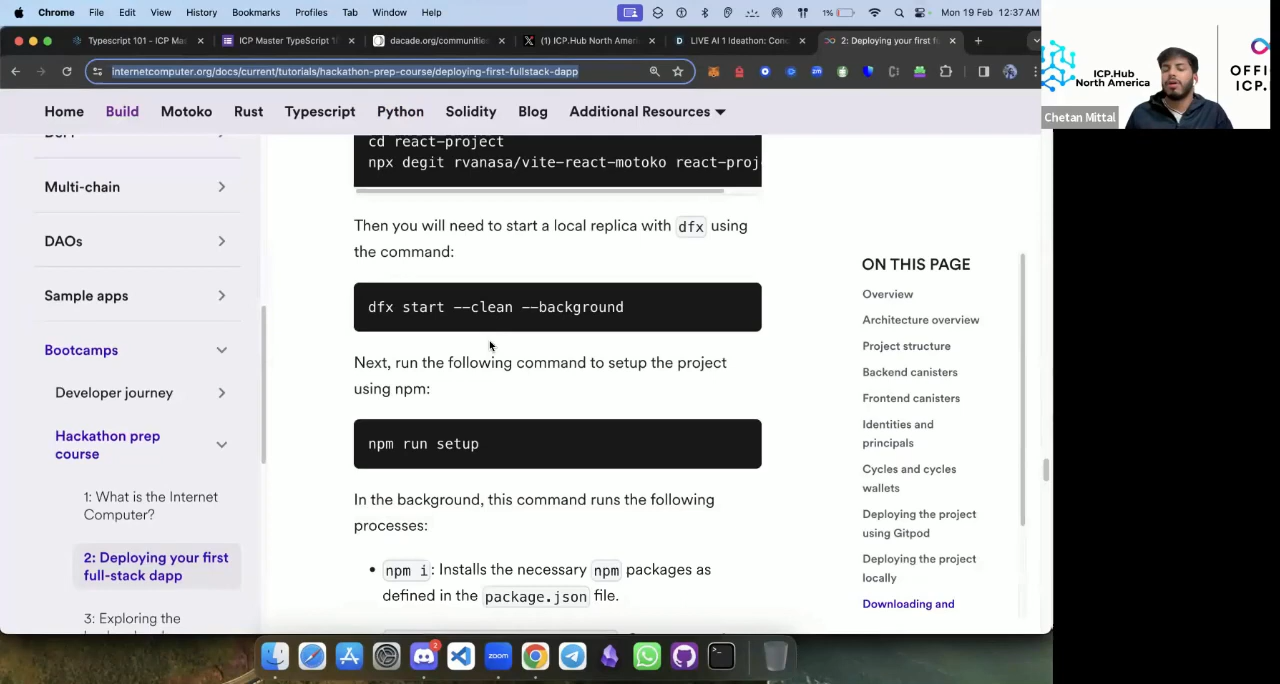 Chrome File Edit View History Bookmarks Profiles Tab Window Help 1% Mon 19 Feb 12:37 AM
Typescript 101 - ICP Ma ICP Master TypeScript 1 dacade.org/communities (1) ICP.Hub North Ameri LIVE AI 1 Ideathon: Conc 2: Deploying your first f
internetcomputer.org/docs/current/tutorials/hackathon-prep-course/deploying-first-fullstack-dapp
ICP.Hub
North America
OFFI
ICP.
Chetan Mittal
Home Build Motoko Rust Typescript Python Solidity Blog Additional Resources
Multi-chain
DAOs
Sample apps
Bootcamps
Developer journey
Hackathon prep
course
1: What is the Internet
Computer?
2: Deploying your first
full-stack dapp
3: Exploring the
cd react-project
npx degit rvanasa/vite-react-motoko react-proj
Then you will need to start a local replica with dfx using
the command:
dfx start --clean --background
Next, run the following command to setup the project
using npm:
npm run setup
In the background, this command runs the following
processes:
• npm i: Installs the necessary npm packages as
defined in the package.json file.
ON THIS PAGE
Overview
Architecture overview
Project structure
Backend canisters
Frontend canisters
Identities and
principals
Cycles and cycles
wallets
Deploying the project
using Gitpod
Deploying the project
locally
Downloading and
2
zoom